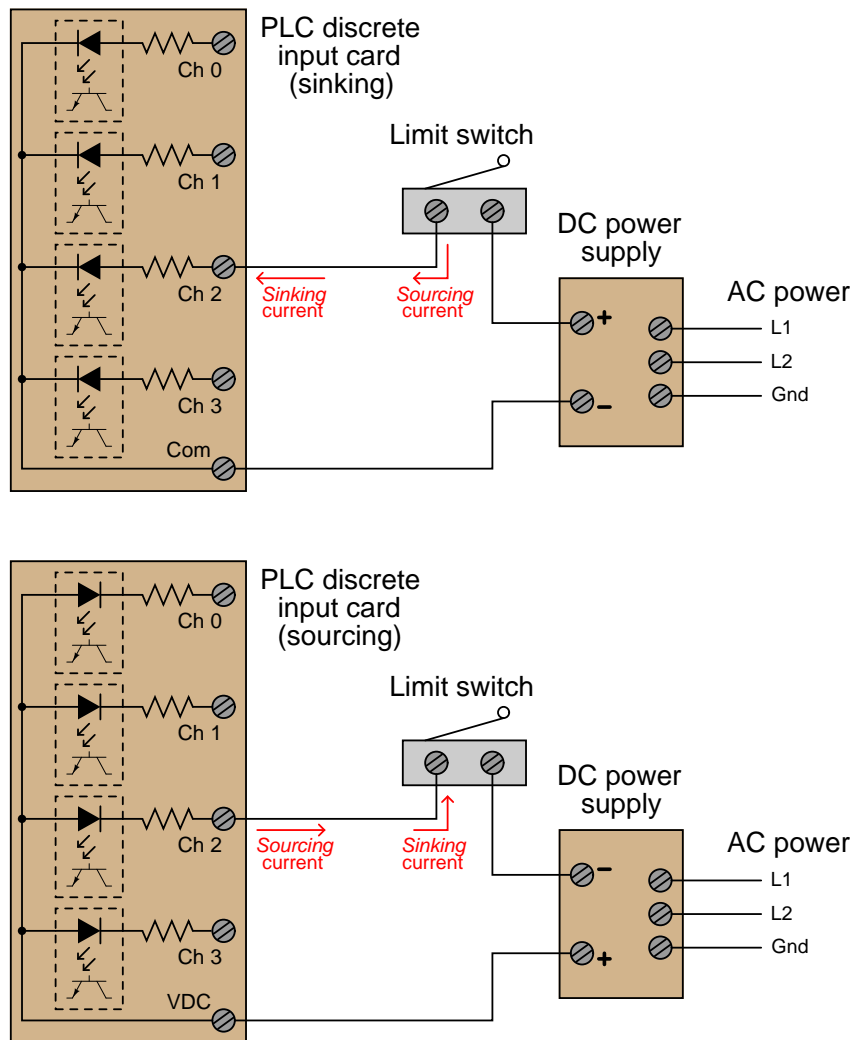 PLC discrete
input card
(sinking)
Ch 0
Ch 1
Ch 2
Ch 3
Com
Sinking
current
Limit switch
Sourcing
current
DC power
supply
+
-
AC power
L1
L2
Gnd
PLC discrete
input card
(sourcing)
Ch 0
Ch 1
Ch 2
Ch 3
VDC
Sourcing
current
Limit switch
Sinking
current
DC power
supply
-
+
AC power
L1
L2
Gnd